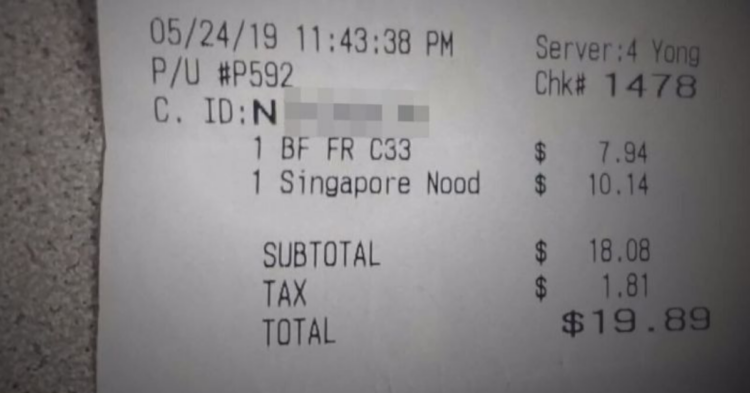 05/24/19 11:43:38 PM Server:4 Yong
P/U #P592 Chk# 1478
C. ID:N
1 BF FR C33 $ 7.94
1 Singapore Nood $ 10.14
SUBTOTAL $ 18.08
TAX $ 1.81
TOTAL $19.89